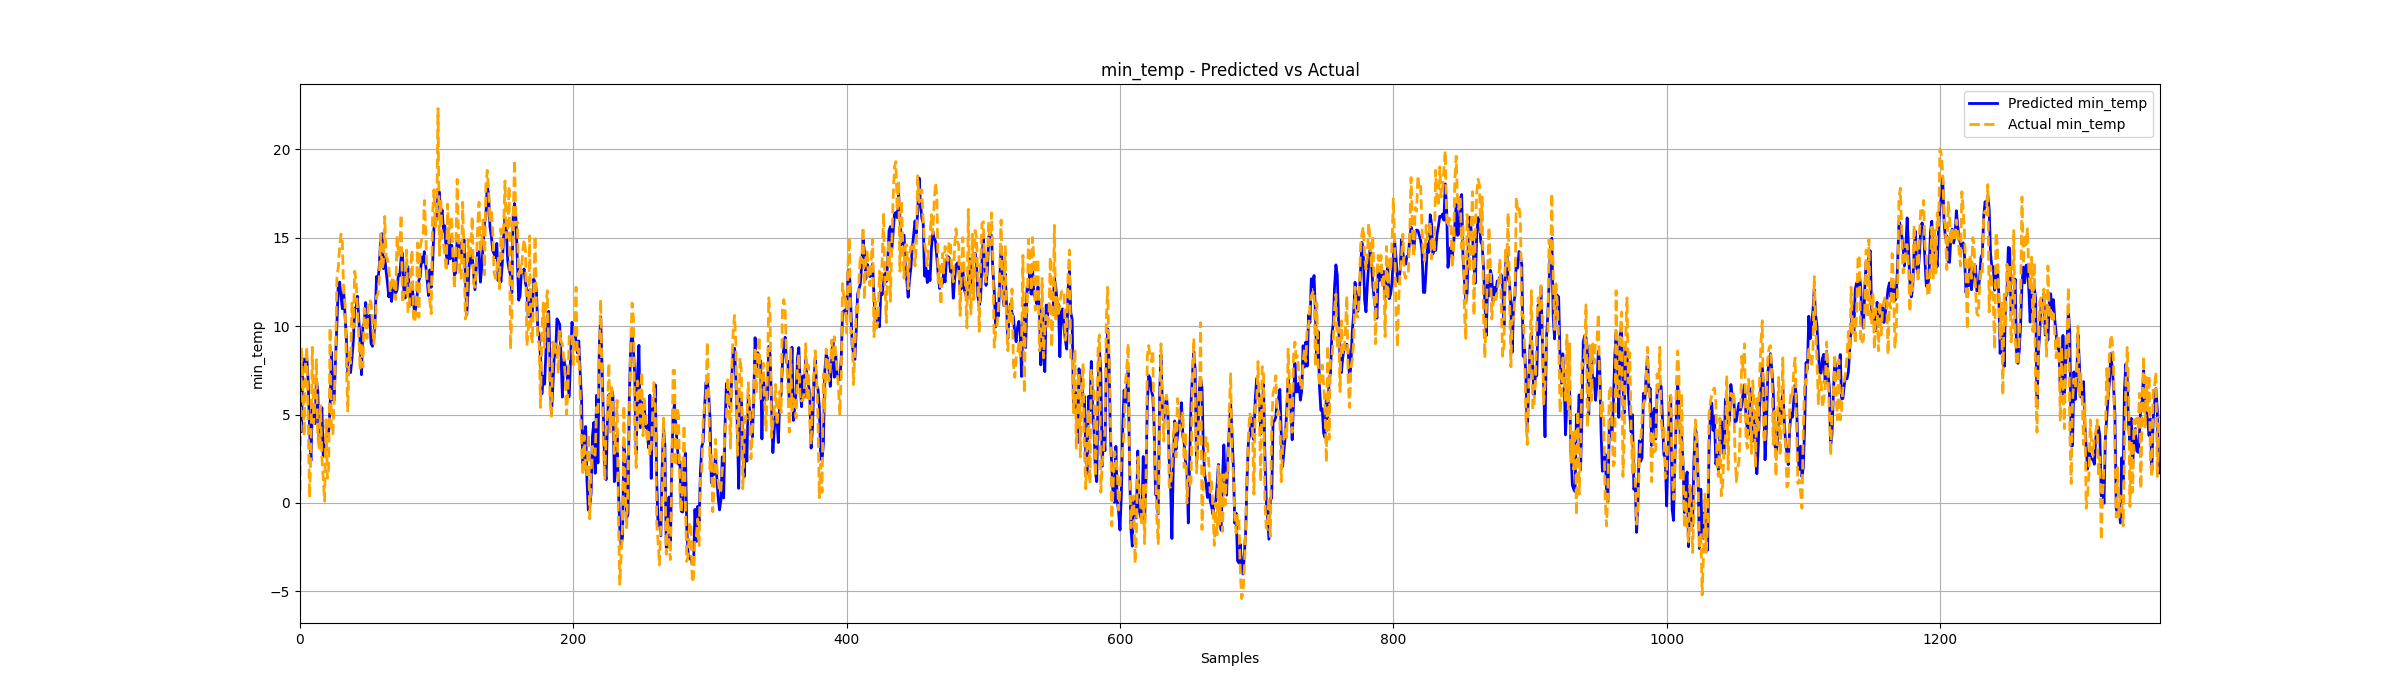 min_temp - Predicted vs Actual
Predicted min_temp
Actual min_temp
min_temp
20
15
10
5
0
−5
0 200 400 600 800 1000 1200
Samples